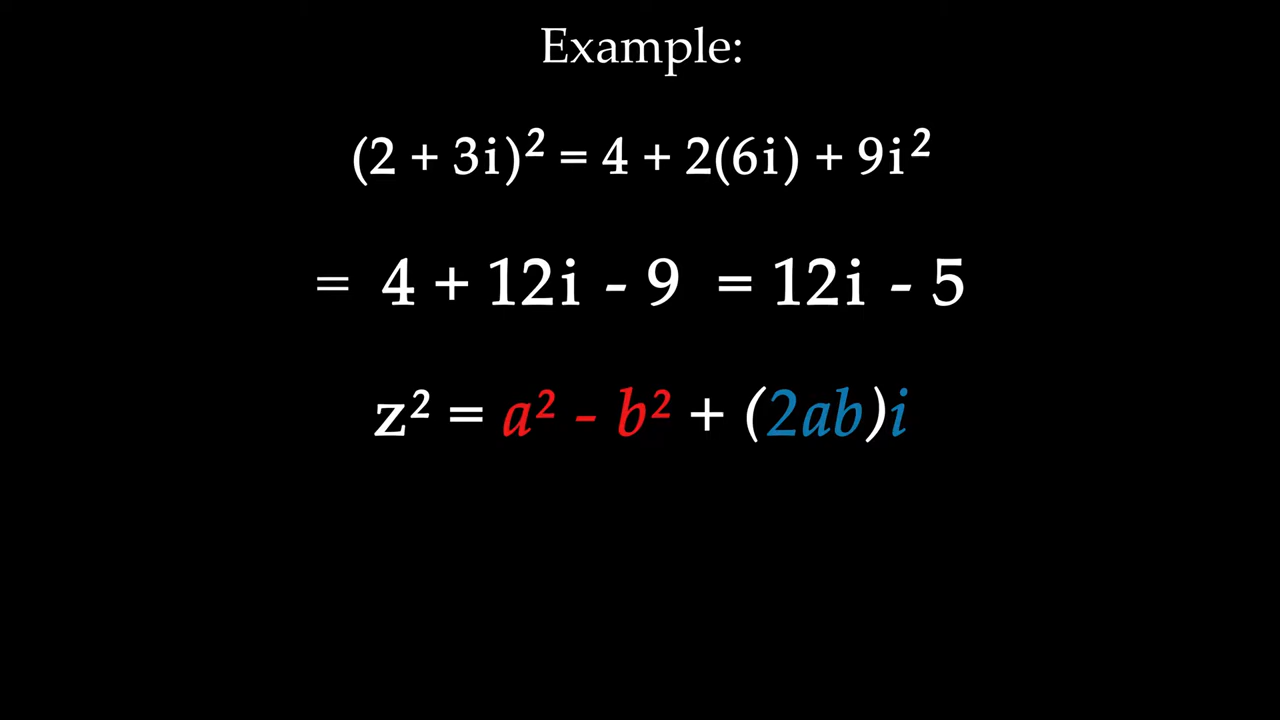 Example:
(2 + 3i)² = 4 + 2(6i) + 9i²
= 4 + 12i - 9 = 12i - 5
z² = a² - b² + (2ab)i